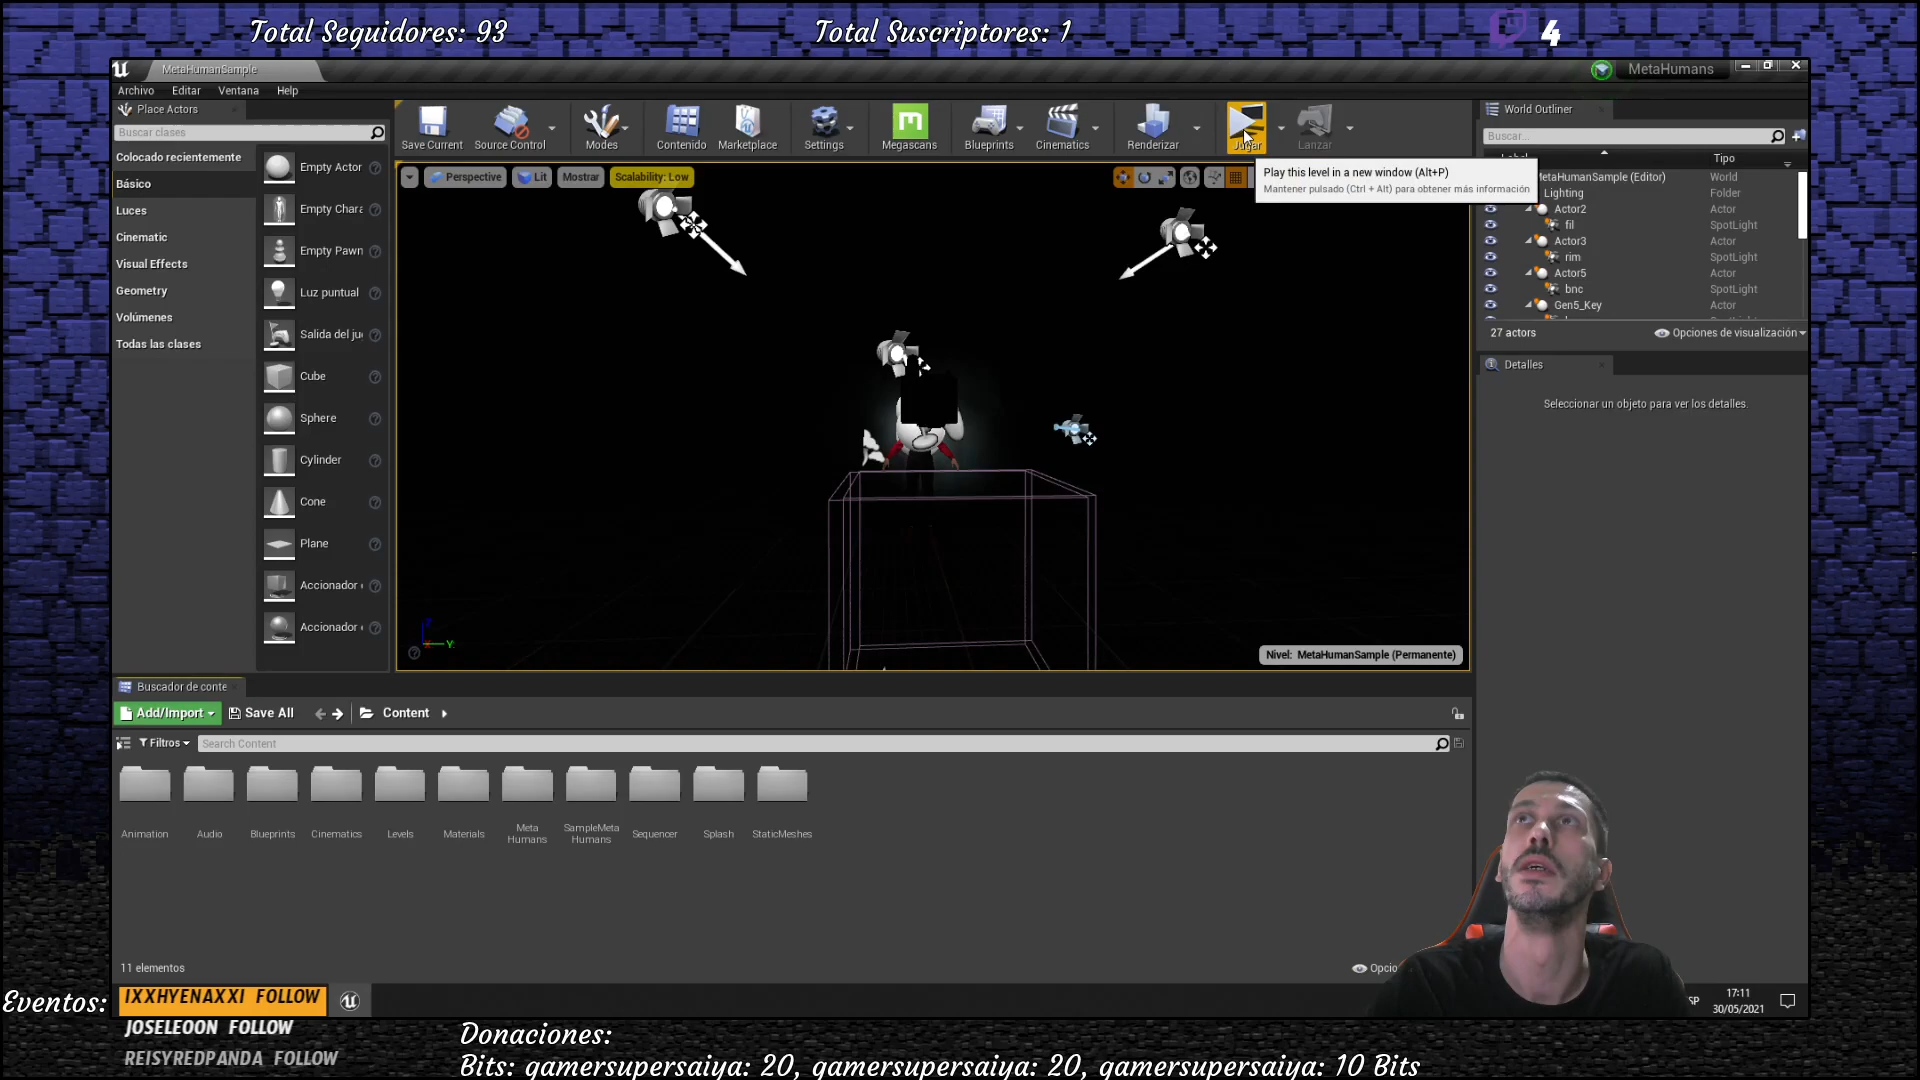 Total Seguidores: 93
Total Suscriptores: 1
4
MetaHumanSample
MetaHumans
Archivo
Editar
Ventana
Help
Place Actors
Buscar clases
Colocado recientemente
Básico
Luces
Cinematic
Visual Effects
Geometry
Volúmenes
Todas las clases
Empty Actor
Empty Chara
Empty Pawn
Luz puntual
Salida del ju
Cube
Sphere
Cylinder
Cone
Plane
Accionador
Accionador
Save Current
Source Control
Modes
Contenido
Marketplace
Settings
Megascans
Blueprints
Cinematics
Renderizar
Jugar
Lanzar
Perspective
Lit
Mostrar
Scalability: Low
Play this level in a new window (Alt+P)
Mantener pulsado (Ctrl + Alt) para obtener más información
Y
Nivel: MetaHumanSample (Permanente)
World Outliner
Buscar...
Label
Tipo
MetaHumanSample (Editor) World
Lighting Folder
Actor2 Actor
fil SpotLight
Actor3 Actor
rim SpotLight
Actor5 Actor
bnc SpotLight
Gen5_Key Actor
27 actors
Opciones de visualización
Detalles
Seleccionar un objeto para ver los detalles.
Buscador de conte
Add/Import
Save All
Content
Filtros
Search Content
Animation
Audio
Blueprints
Cinematics
Levels
Materials
Meta
Humans
SampleMeta
Humans
Sequencer
Splash
StaticMeshes
11 elementos
Opcio
SP
17:11
30/05/2021
Eventos:
IXXHYENAXXI FOLLOW
JOSELEOON FOLLOW
REISYREDPANDA FOLLOW
Donaciones:
Bits: gamersupersaiya: 20, gamersupersaiya: 20, gamersupersaiya: 10 Bits